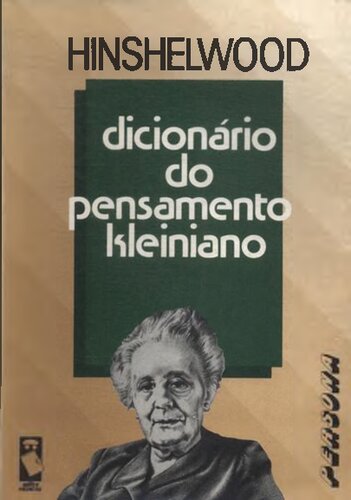 HINSHELWOOD
dicionário
do
pensamento
kleiniano
PERSONA